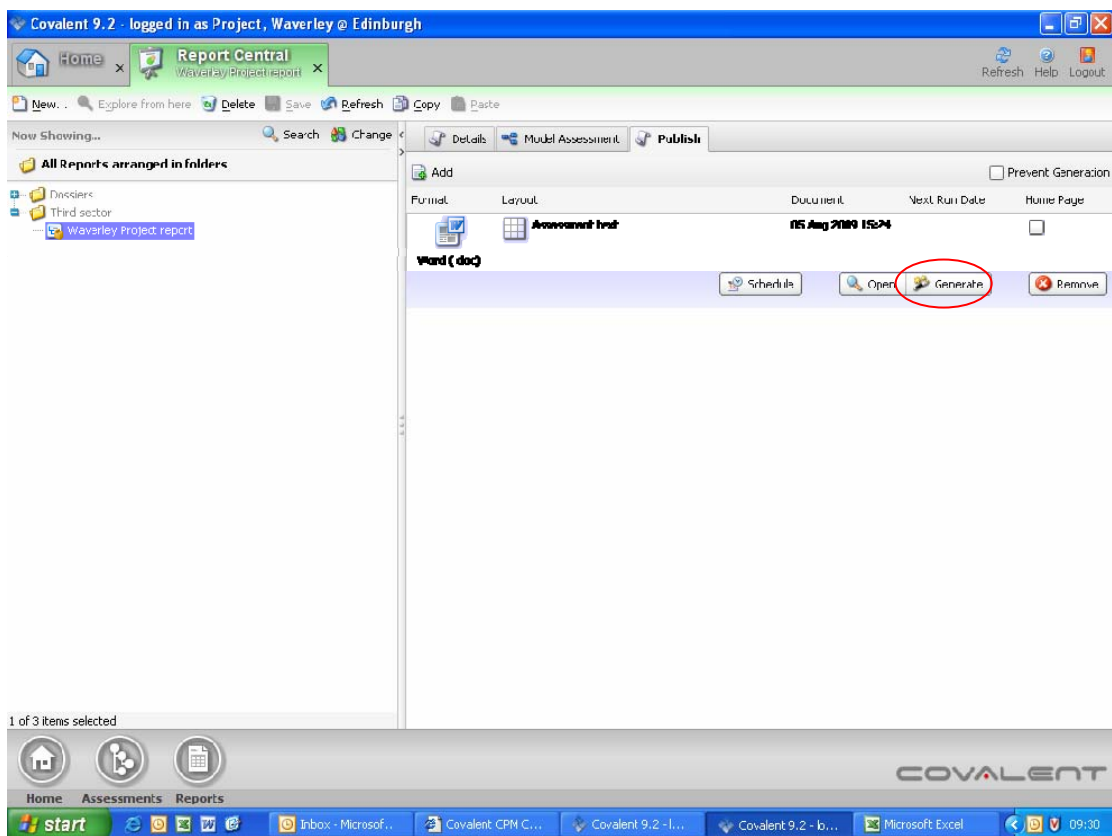 Covalent 9.2 - logged in as Project, Waverley @ Edinburgh
Home x Report Central x
Waverley Project report
Refresh Help Logout
New. . Explore from here Delete Save Refresh Copy Paste
Now Showing... Search Change < Details Model Assessment Publish
>
All Reports arranged in folders
Add Prevent Generation
Format Layout Document Next Run Date Home Page
Dossiers
Third sector
Waverley Project report
05 Aug 2009 15:24
Word ( doc)
Schedule Open Generate Remove
1 of 3 items selected
COVALENT
Home Assessments Reports
start Inbox - Microsof.. Covalent CPM C... Covalent 9.2 - l... Covalent 9.2 - lo... Microsoft Excel 09:30